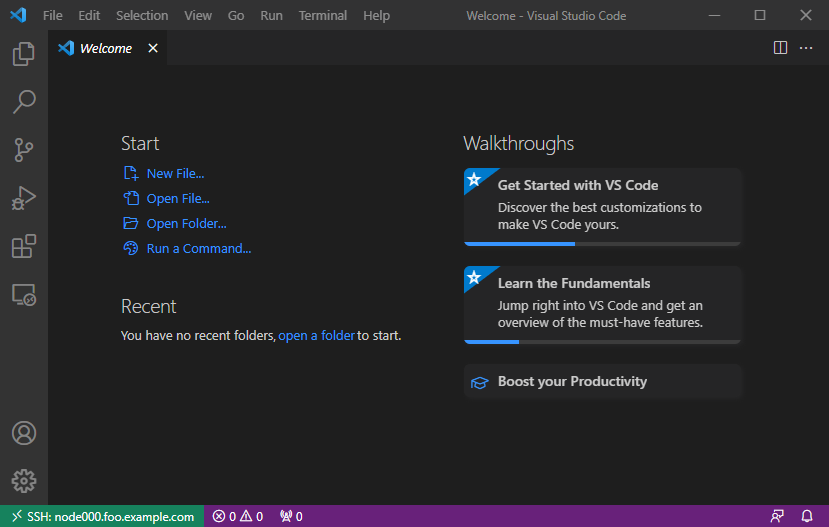 File Edit Selection View Go Run Terminal Help Welcome - Visual Studio Code
Welcome
Start
New File...
Open File...
Open Folder...
Run a Command...
Recent
You have no recent folders, open a folder to start.
Walkthroughs
Get Started with VS Code
Discover the best customizations to
make VS Code yours.
Learn the Fundamentals
Jump right into VS Code and get an
overview of the must-have features.
Boost your Productivity
SSH: node000.foo.example.com 0 0 0